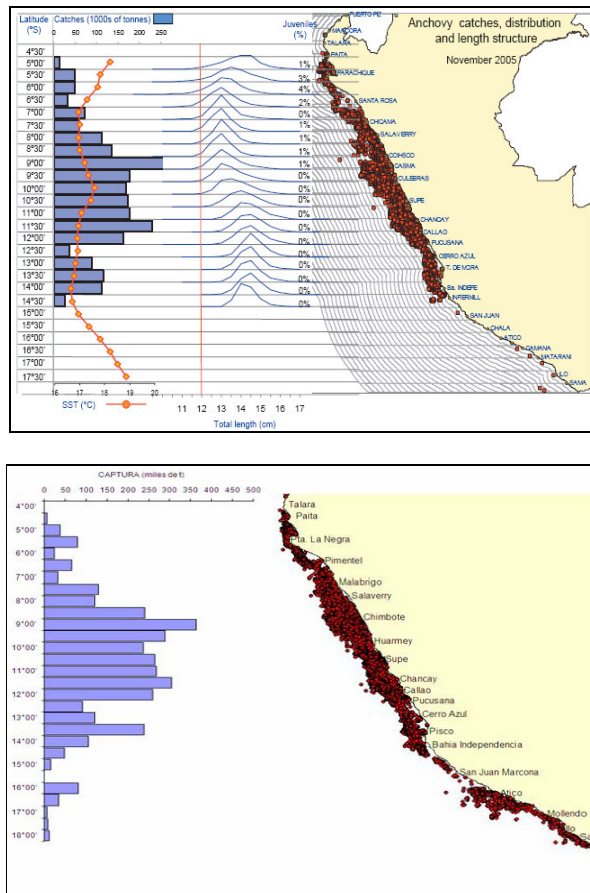 Latitude Catches (1000s of tonnes)
°S
0 50 100 150 200 250
Juveniles
(%)
Anchovy catches, distribution
and length structure
November 2005
4°30'
5°00'
5°30'
6°00'
6°30'
7°00'
7°30'
8°00'
8°30'
9°00'
9°30'
10°00'
10°30'
11°00'
11°30'
12°00'
12°30'
13°00'
13°30'
14°00'
14°30'
15°00'
15°30'
16°00'
16°30'
17°00'
17°30'
1%
3%
4%
2%
0%
1%
1%
1%
1%
0%
0%
0%
0%
0%
0%
0%
0%
0%
0%
0%
PUERTO PIZ
MANCORA
TALARA
PAITA
PARACHIQUE
SANTA ROSA
CHICAMA
SALAVERRY
COISHCO
CASMA
CULEBRAS
SUPE
CHANCAY
CALLAO
PUCUSANA
CERRO AZUL
T. DE MORA
Ba. INDEPE
INFERNILL
SAN JUAN
CHALA
ATICO
CAMANA
MATARANI
ILO
SAMA
16 17 18 19 20
SST (°C)
11 12 13 14 15 16 17
Total length (cm)
CAPTURA (miles de t)
0 50 100 150 200 250 300 350 400 450 500
4°00'
5°00'
6°00'
7°00'
8°00'
9°00'
10°00'
11°00'
12°00'
13°00'
14°00'
15°00'
16°00'
17°00'
18°00'
Talara
Paita
Pta. La Negra
Pimentel
Malabrigo
Salaverry
Chimbote
Huarmey
Supe
Chancay
Callao
Pucusana
Cerro Azul
Pisco
Bahia Independencia
San Juan Marcona
Atico
Mollendo
Ilo